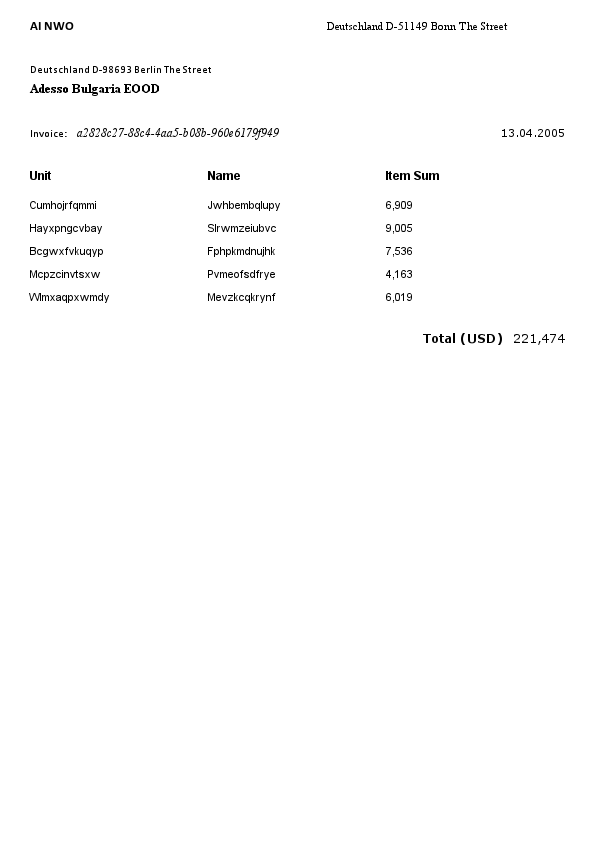 AI NWO Deutschland D-51149 Bonn The Street
Deutschland D-98693 Berlin The Street
Adesso Bulgaria EOOD
Invoice: a2828c27-88c4-4aa5-b08b-960e6179f949 13.04.2005
Unit Name Item Sum
Cumhojrfqmmi Jwhbembqlupy 6,909
Hayxpngcvbay Slrwmzeiubvc 9,005
Bcgwxfvkuqyp Fphpkmdnujhk 7,536
Mcpzcinvtsxw Pvmeofsdfrye 4,163
Wlmxaqpxwmdy Mevzkcqkrynf 6,019
Total (USD) 221,474